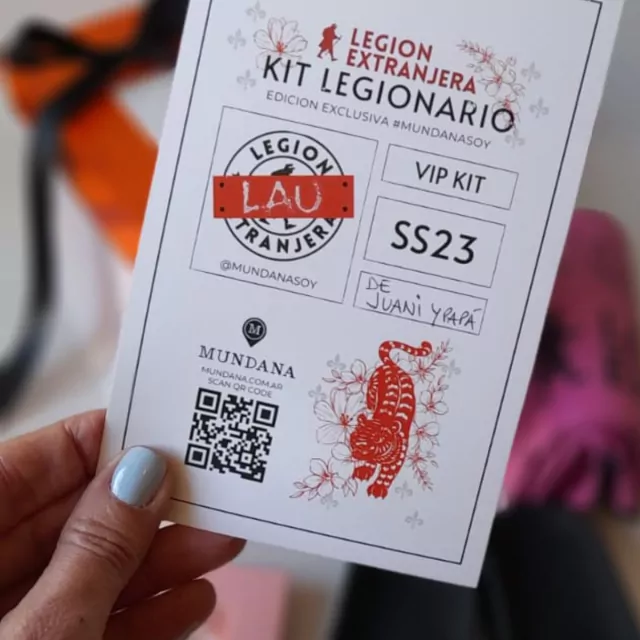 LEGION
EXTRANJERA
KIT LEGIONARIO
EDICION EXCLUSIVA #MUNDANASOY
LEGION
LAU
TRANJERA
@MUNDANASOY
VIP KIT
SS23
DE
JUANI Y PAPÁ
M
MUNDANA
MUNDANA.COM.AR
SCAN QR CODE